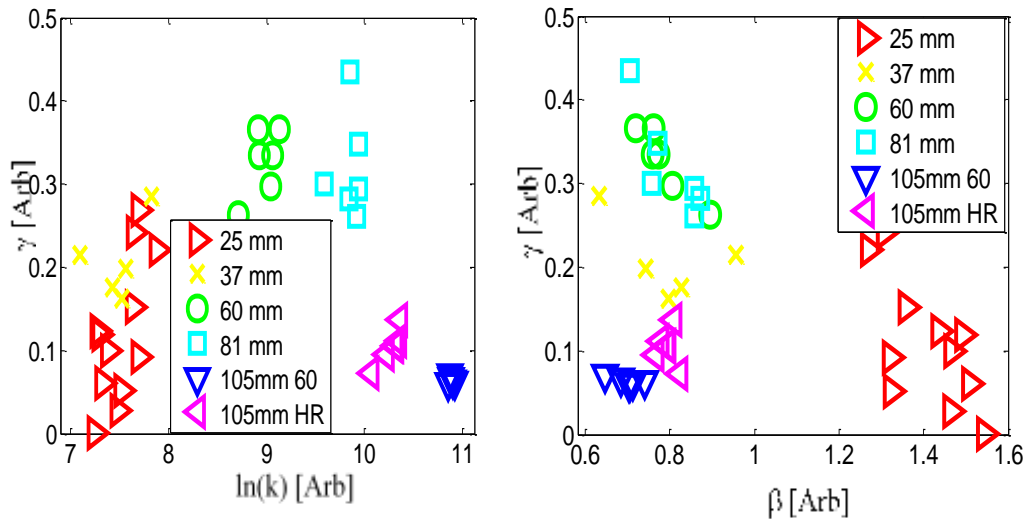 0.5
0.4
0.3
0.2
0.1
0
γ [Arb]
25 mm
37 mm
60 mm
81 mm
105mm 60
105mm HR
7 8 9 10 11
ln(k) [Arb]
0.5
0.4
0.3
0.2
0.1
0
γ [Arb]
25 mm
37 mm
60 mm
81 mm
105mm 60
105mm HR
0.6 0.8 1 1.2 1.4 1.6
β [Arb]